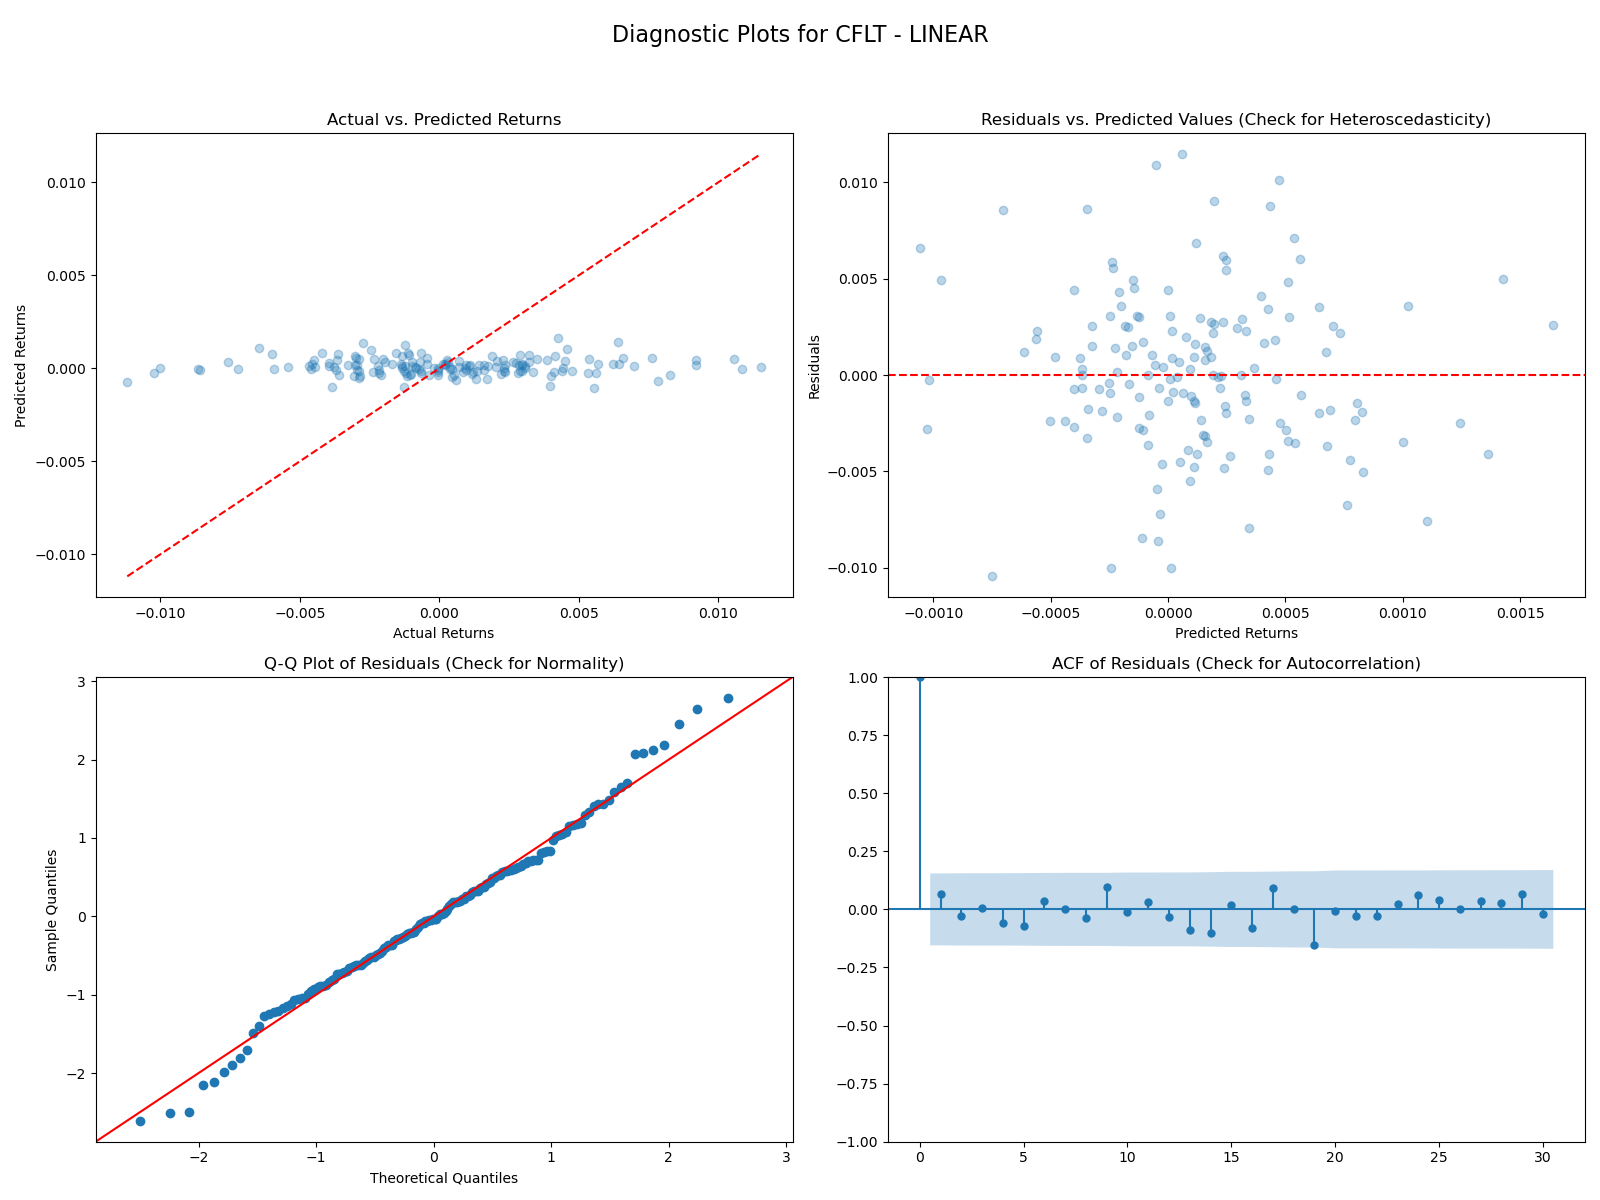 Diagnostic Plots for CFLT - LINEAR
Actual vs. Predicted Returns
Predicted Returns
0.010
0.005
0.000
−0.005
−0.010
−0.010 −0.005 0.000 0.005 0.010
Actual Returns
Residuals vs. Predicted Values (Check for Heteroscedasticity)
Residuals
0.010
0.005
0.000
−0.005
−0.010
−0.0010 −0.0005 0.0000 0.0005 0.0010 0.0015
Predicted Returns
Q-Q Plot of Residuals (Check for Normality)
Sample Quantiles
3
2
1
0
−1
−2
−2 −1 0 1 2 3
Theoretical Quantiles
ACF of Residuals (Check for Autocorrelation)
1.00
0.75
0.50
0.25
0.00
−0.25
−0.50
−0.75
−1.00
0 5 10 15 20 25 30